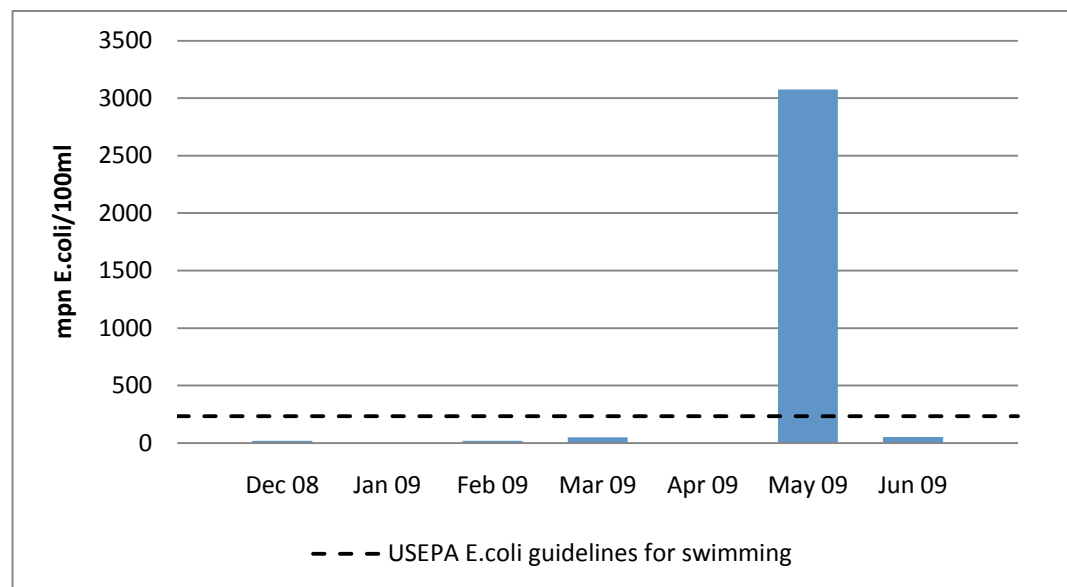 3500
3000
2500
2000
1500
1000
500
0
mpn E.coli/100ml
Dec 08 Jan 09 Feb 09 Mar 09 Apr 09 May 09 Jun 09
USEPA E.coli guidelines for swimming